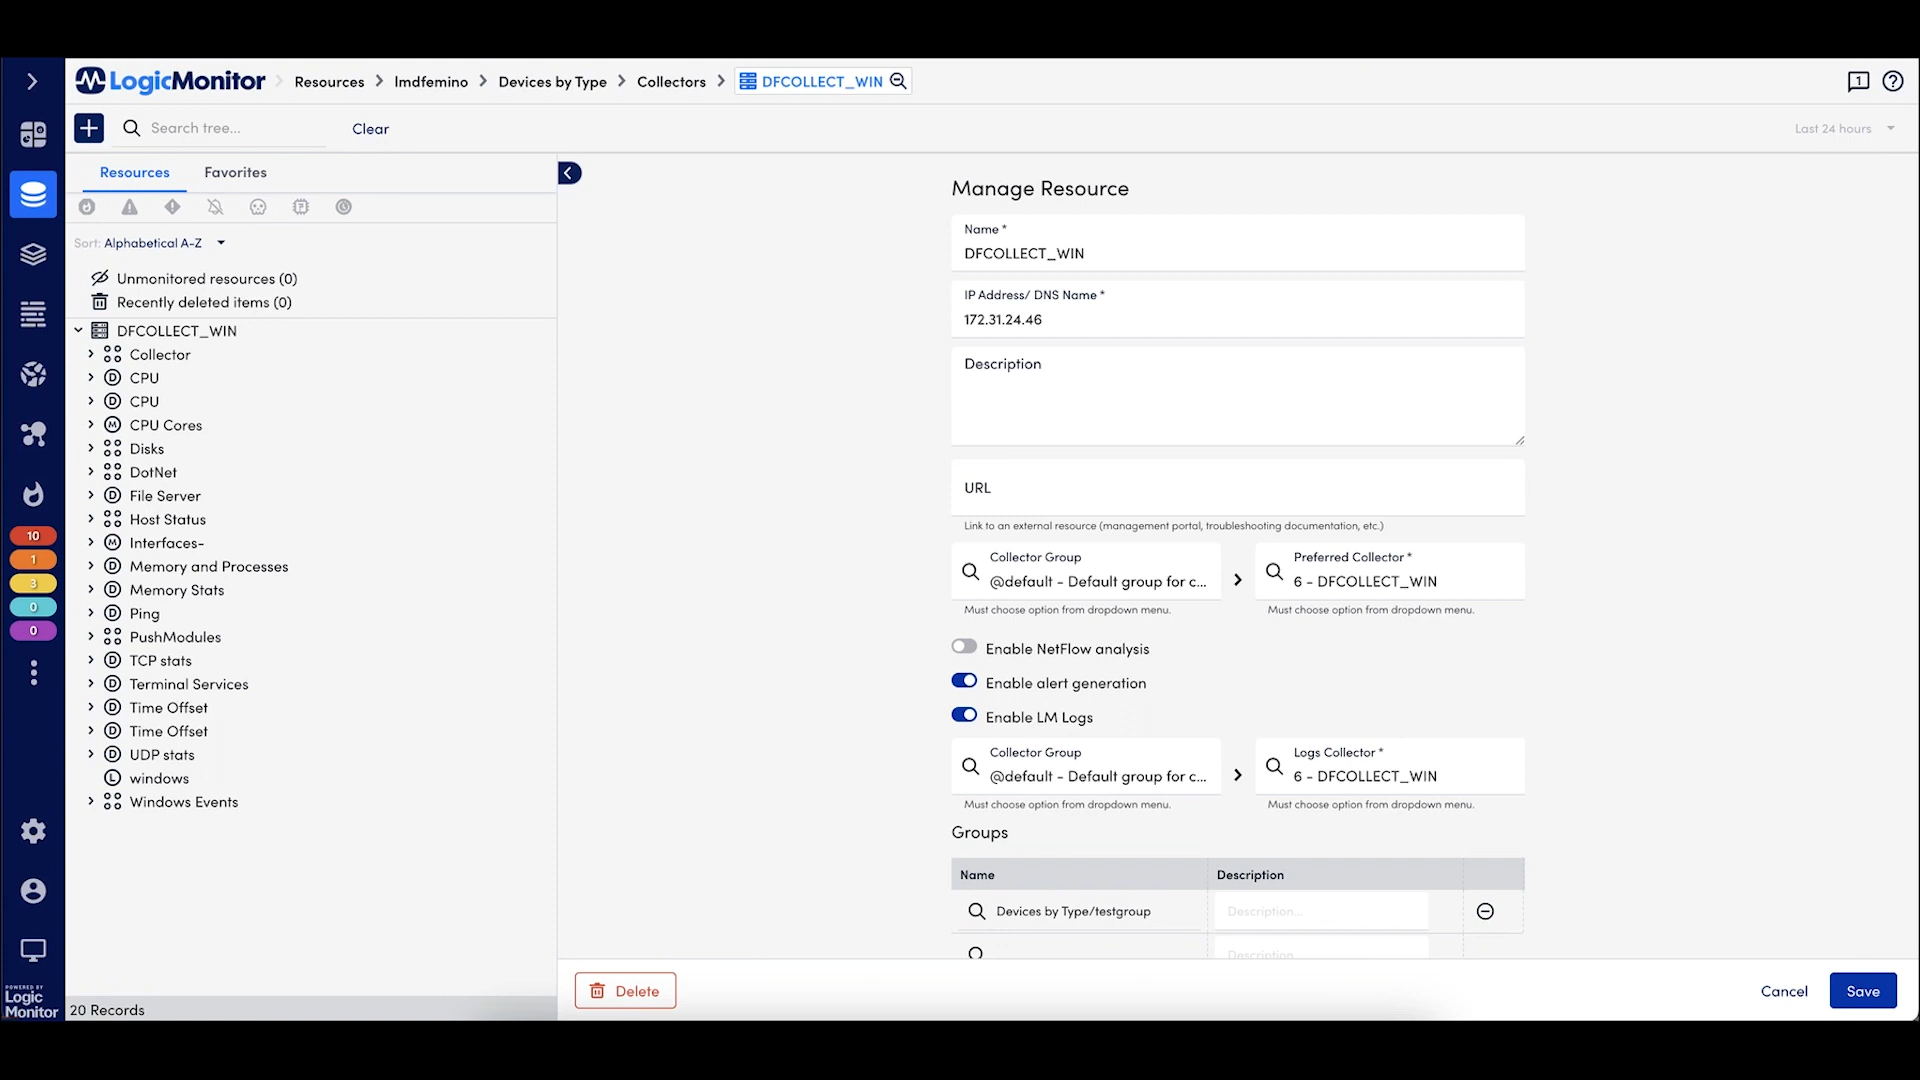 LogicMonitor
Resources > lmdfemino > Devices by Type > Collectors > DFCOLLECT_WIN
1
Search tree...
Clear
Last 24 hours
Resources
Favorites
Sort: Alphabetical A-Z
Unmonitored resources (0)
Recently deleted items (0)
DFCOLLECT_WIN
Collector
D CPU
D CPU
M CPU Cores
Disks
DotNet
D File Server
Host Status
M Interfaces-
D Memory and Processes
D Memory Stats
D Ping
PushModules
D TCP stats
D Terminal Services
D Time Offset
D Time Offset
D UDP stats
L windows
Windows Events
20 Records
10
1
3
0
0
POWERED BY
Logic
Monitor
Manage Resource
Name *
DFCOLLECT_WIN
IP Address/ DNS Name *
172.31.24.46
Description
URL
Link to an external resource (management portal, troubleshooting documentation, etc.)
Collector Group
@default - Default group for c...
Must choose option from dropdown menu.
Preferred Collector *
6 - DFCOLLECT_WIN
Must choose option from dropdown menu.
Enable NetFlow analysis
Enable alert generation
Enable LM Logs
Collector Group
@default - Default group for c...
Must choose option from dropdown menu.
Logs Collector *
6 - DFCOLLECT_WIN
Must choose option from dropdown menu.
Groups
Name
Description
Devices by Type/testgroup
Description...
Description
Delete
Cancel
Save